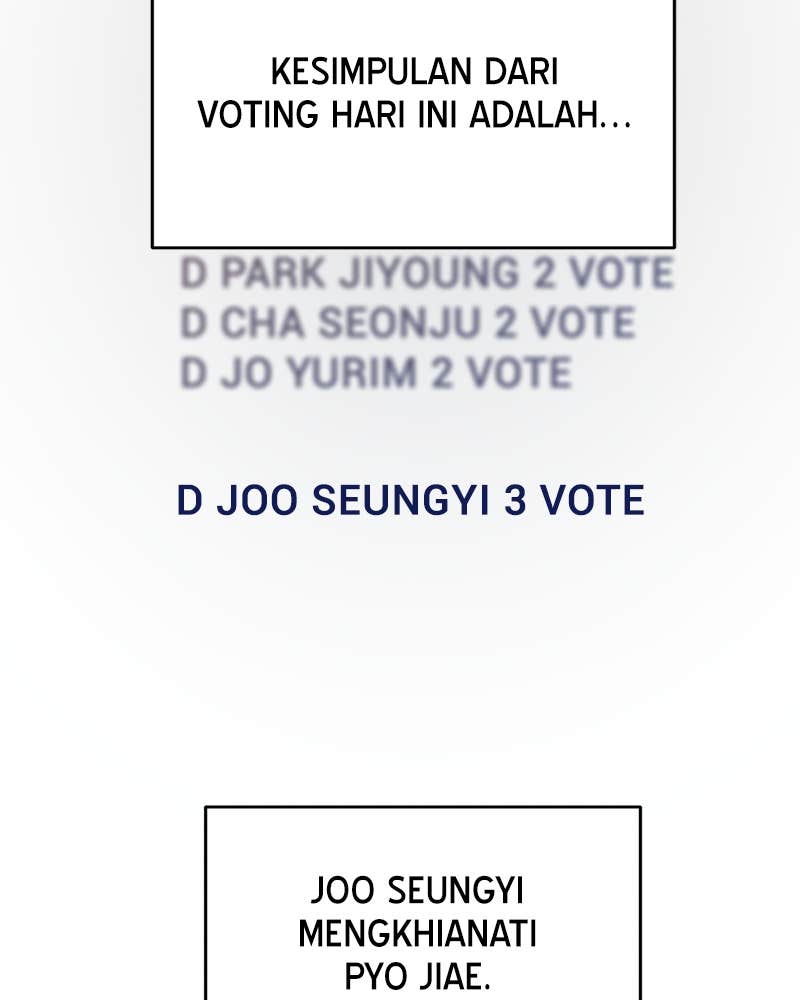 KESIMPULAN DARI
VOTING HARI INI ADALAH...
D PARK JIYOUNG 2 VOTE
D CHA SEONJU 2 VOTE
D JO YURIM 2 VOTE
D JOO SEUNGYI 3 VOTE
JOO SEUNGYI
MENGKHIANATI
PYO JIAE.